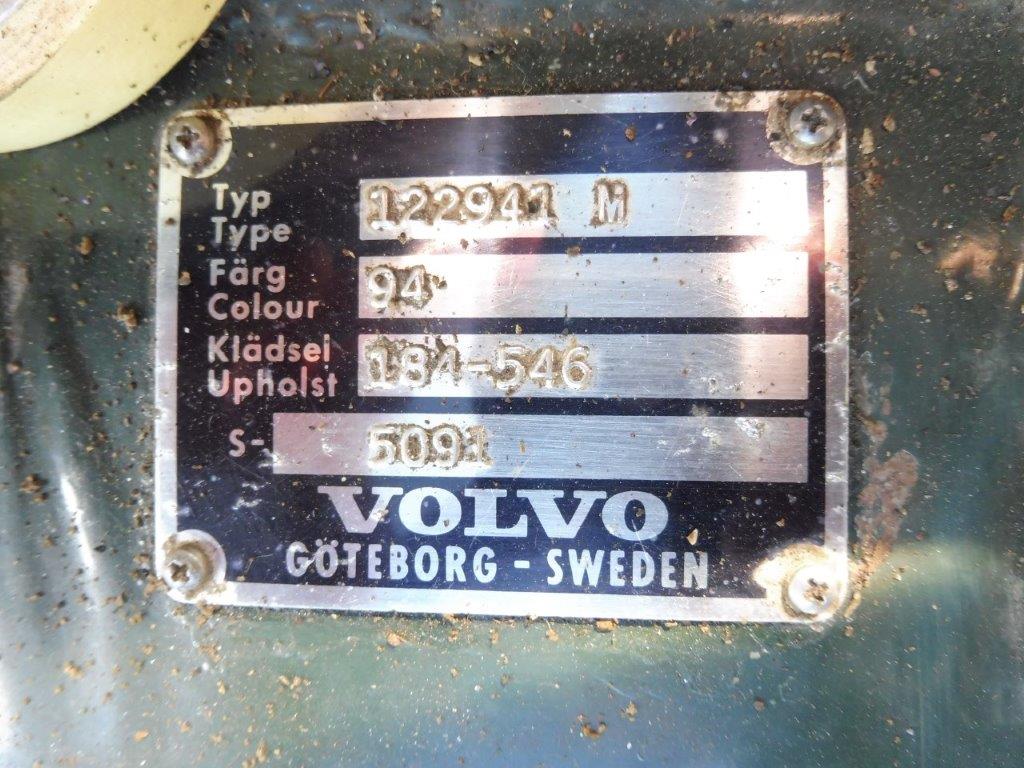 Typ 122941 M
Type
Färg 94
Colour
Klädsel 184-546
Upholst
S- 5091
VOLVO
GÖTEBORG - SWEDEN